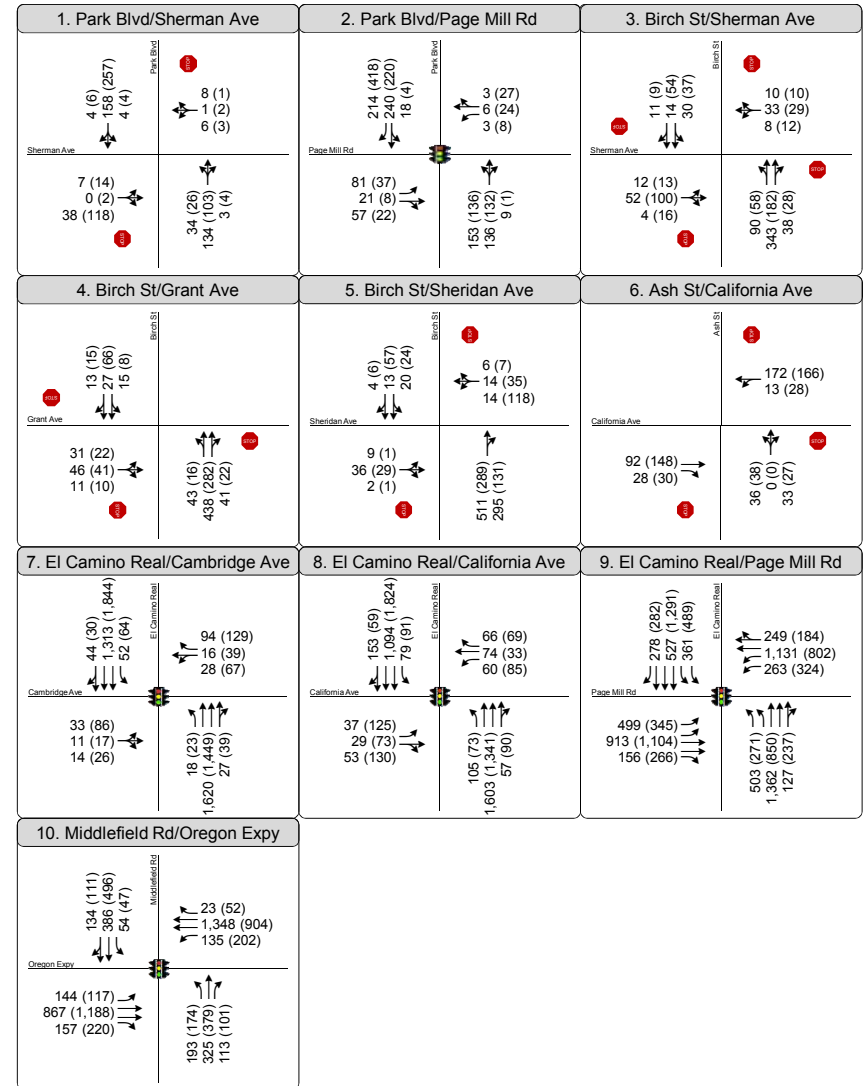 1. Park Blvd/Sherman Ave
Park Blvd
STOP
4 (6)
158 (257)
4 (4)
8 (1)
1 (2)
6 (3)
Sherman Ave
7 (14)
0 (2)
38 (118)
STOP
34 (26)
134 (103)
3 (4)
2. Park Blvd/Page Mill Rd
Park Blvd
214 (418)
240 (220)
18 (4)
3 (27)
6 (24)
3 (8)
Page Mill Rd
81 (37)
21 (8)
57 (22)
153 (136)
136 (132)
9 (1)
3. Birch St/Sherman Ave
Birch St
STOP
11 (9)
14 (54)
30 (37)
10 (10)
33 (29)
8 (12)
STOP
Sherman Ave
STOP
12 (13)
52 (100)
4 (16)
STOP
90 (58)
343 (182)
38 (28)
4. Birch St/Grant Ave
Birch St
13 (15)
27 (66)
15 (8)
STOP
Grant Ave
STOP
31 (22)
46 (41)
11 (10)
STOP
43 (16)
438 (282)
41 (22)
5. Birch St/Sheridan Ave
Birch St
STOP
4 (6)
13 (57)
20 (24)
6 (7)
14 (35)
14 (118)
Sheridan Ave
9 (1)
36 (29)
2 (1)
STOP
511 (289)
295 (131)
6. Ash St/California Ave
Ash St
STOP
172 (166)
13 (28)
California Ave
STOP
92 (148)
28 (30)
STOP
36 (38)
0 (0)
33 (27)
7. El Camino Real/Cambridge Ave
El Camino Real
44 (30)
1,313 (1,844)
52 (64)
94 (129)
16 (39)
28 (67)
Cambridge Ave
33 (86)
11 (17)
14 (26)
18 (23)
1,620 (1,449)
27 (39)
8. El Camino Real/California Ave
El Camino Real
153 (59)
1,094 (1,824)
79 (91)
66 (69)
74 (33)
60 (85)
California Ave
37 (125)
29 (73)
53 (130)
105 (73)
1,603 (1,341)
57 (90)
9. El Camino Real/Page Mill Rd
El Camino Real
278 (282)
527 (1,291)
361 (489)
249 (184)
1,131 (802)
263 (324)
Page Mill Rd
499 (345)
913 (1,104)
156 (266)
503 (271)
1,362 (850)
127 (237)
10. Middlefield Rd/Oregon Expy
Middlefield Rd
134 (111)
386 (496)
54 (47)
23 (52)
1,348 (904)
135 (202)
Oregon Expy
144 (117)
867 (1,188)
157 (220)
193 (174)
325 (379)
113 (101)